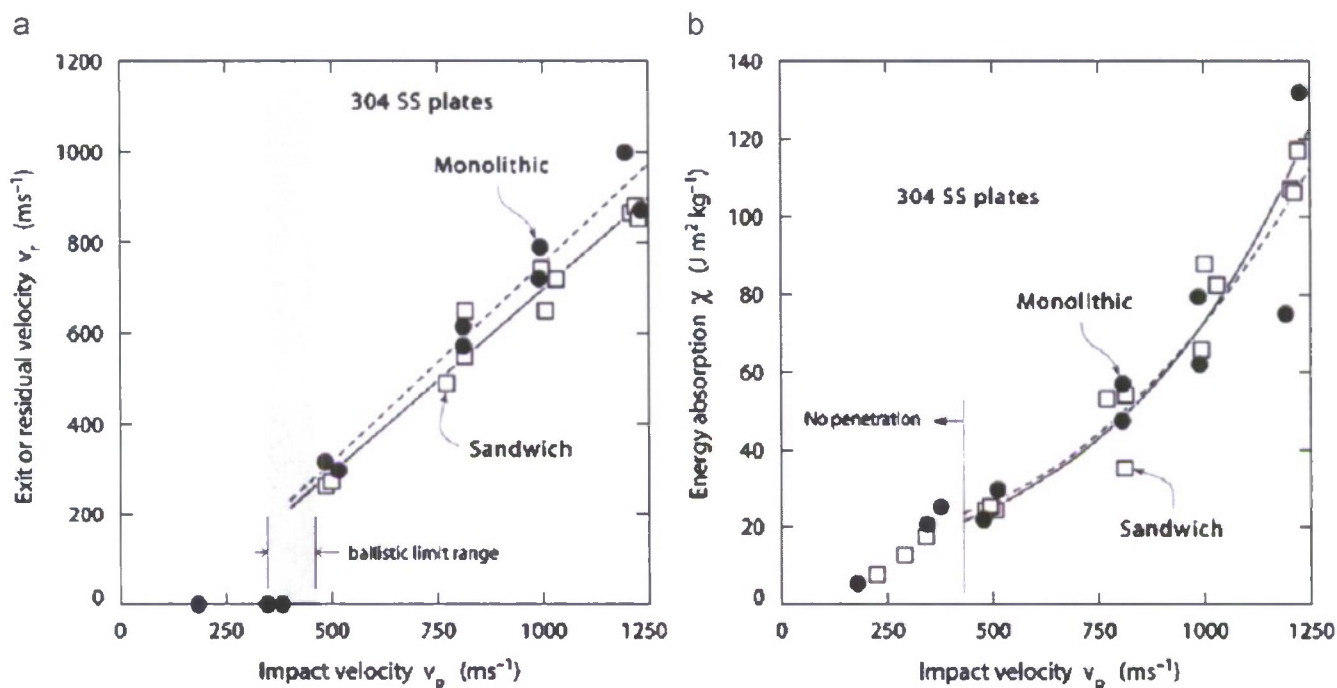 a
1200
1000
800
600
400
200
0
Exit or residual velocity v_r (ms⁻¹)
304 SS plates
Monolithic
Sandwich
ballistic limit range
0 250 500 750 1000 1250
Impact velocity v_p (ms⁻¹)
b
140
120
100
80
60
40
20
0
Energy absorption χ (J m² kg⁻¹)
304 SS plates
Monolithic
No penetration
Sandwich
0 250 500 750 1000 1250
Impact velocity v_p (ms⁻¹)